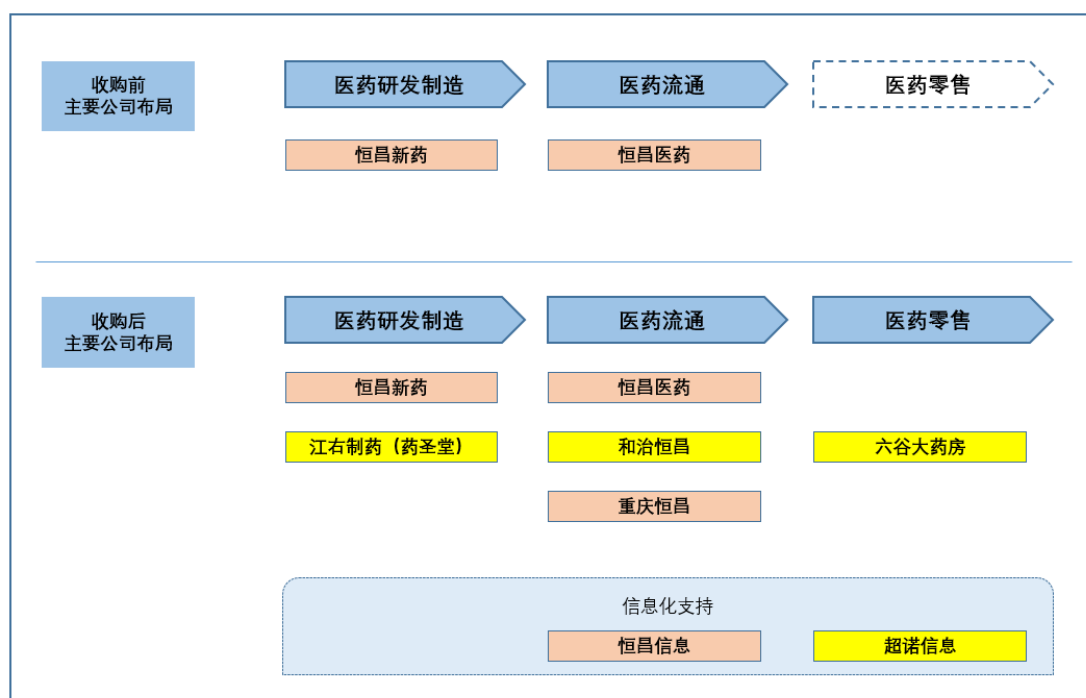 收购前
主要公司布局
医药研发制造
医药流通
医药零售
恒昌新药
恒昌医药
收购后
主要公司布局
医药研发制造
医药流通
医药零售
恒昌新药
恒昌医药
江右制药（药圣堂）
和治恒昌
六谷大药房
重庆恒昌
信息化支持
恒昌信息
超诺信息